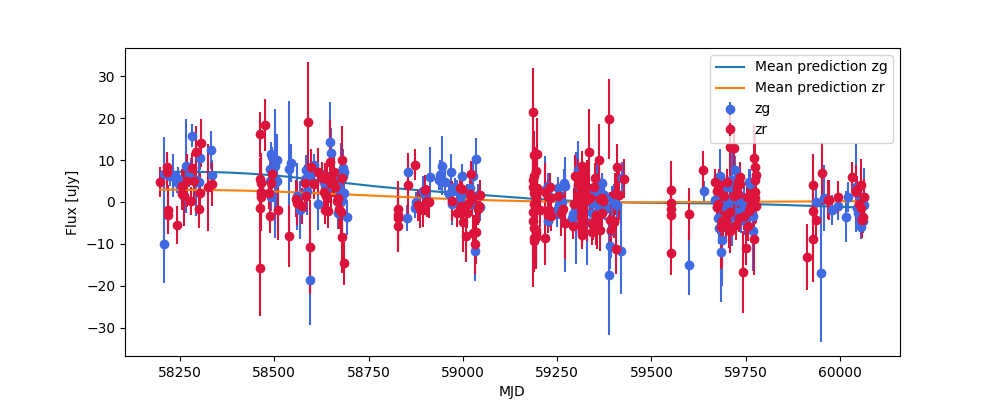 Mean prediction zg
Mean prediction zr
zg
zr
Flux [uJy]
30
20
10
0
−10
−20
−30
58250
58500
58750
59000
59250
59500
59750
60000
MJD